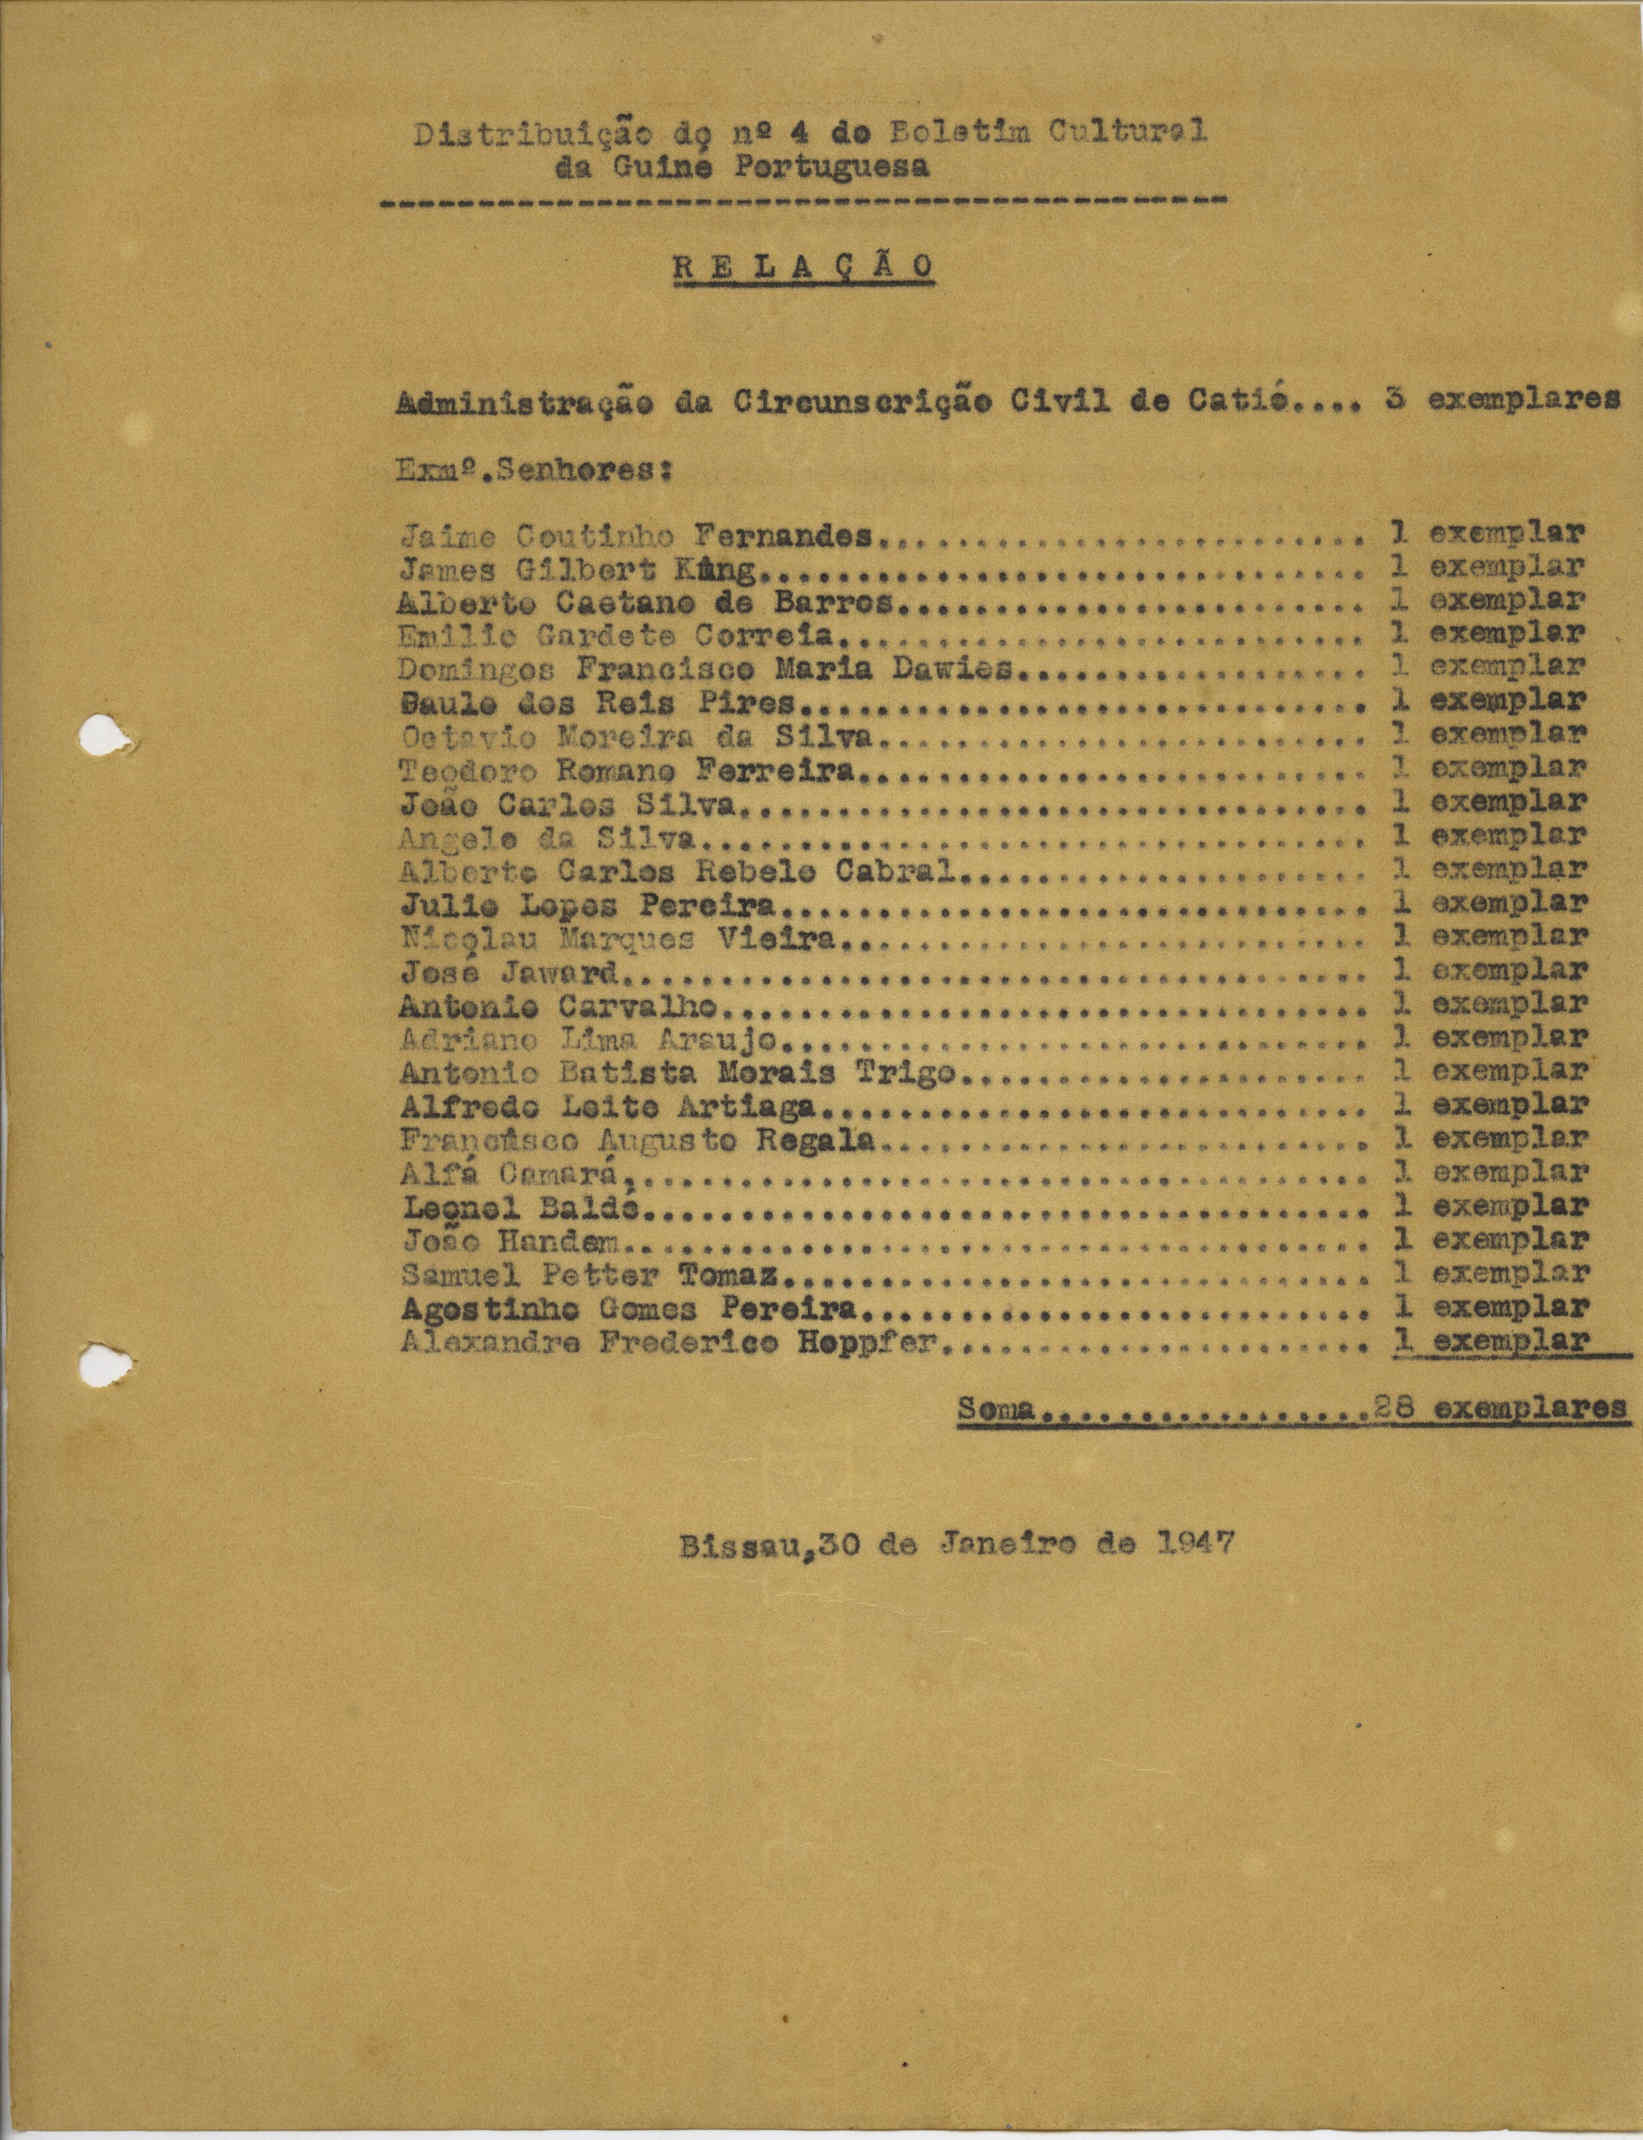 Distribuição do nº 4 do Boletim Cultural
da Guiné Portuguesa
-------------------------------------------
R E L A Ç Ã O
Administração da Circunscrição Civil de Catió.... 3 exemplares
Exmº.Senhores:
Jaime Coutinho Fernandes......................... 1 exemplar
James Gilbert King............................... 1 exemplar
Alberto Caetano de Barros........................ 1 exemplar
Emilio Gardete Correia........................... 1 exemplar
Domingos Francisco Maria Dawies.................. 1 exemplar
Paulo dos Reis Pires............................. 1 exemplar
Octavio Moreira da Silva......................... 1 exemplar
Teodoro Romano Ferreira.......................... 1 exemplar
João Carlos Silva................................ 1 exemplar
Angelo da Silva.................................. 1 exemplar
Alberto Carlos Rebelo Cabral..................... 1 exemplar
Julio Lopes Pereira.............................. 1 exemplar
Nicolau Marques Vieira........................... 1 exemplar
José Jaward...................................... 1 exemplar
Antonio Carvalho................................. 1 exemplar
Adriano Lima Araujo.............................. 1 exemplar
Antonio Batista Morais Trigo..................... 1 exemplar
Alfredo Leite Artiaga............................ 1 exemplar
Francisco Augusto Regala......................... 1 exemplar
Alfá Camará...................................... 1 exemplar
Leonel Baldé..................................... 1 exemplar
João Handem...................................... 1 exemplar
Samuel Petter Tomaz.............................. 1 exemplar
Agostinho Gomes Pereira.......................... 1 exemplar
Alexandre Frederico Hoppfer...................... 1 exemplar
Soma.................28 exemplares
Bissau,30 de Janeiro de 1947